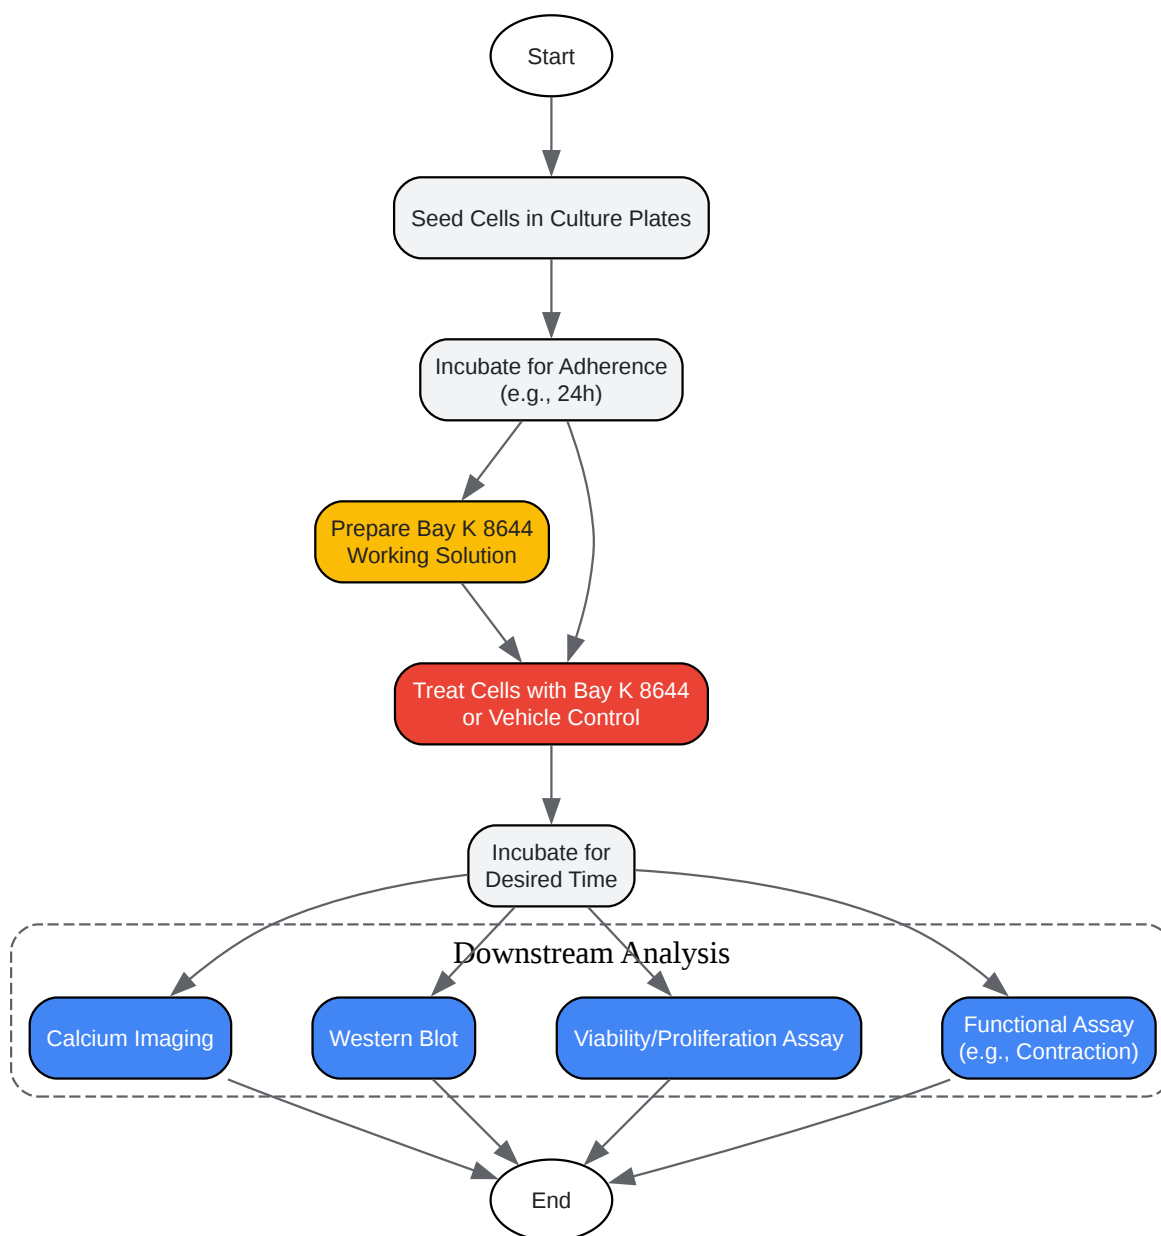 Start
Seed Cells in Culture Plates
Incubate for Adherence
(e.g., 24h)
Prepare Bay K 8644
Working Solution
Treat Cells with Bay K 8644
or Vehicle Control
Incubate for
Desired Time
Downstream Analysis
Calcium Imaging
Western Blot
Viability/Proliferation Assay
Functional Assay
(e.g., Contraction)
End